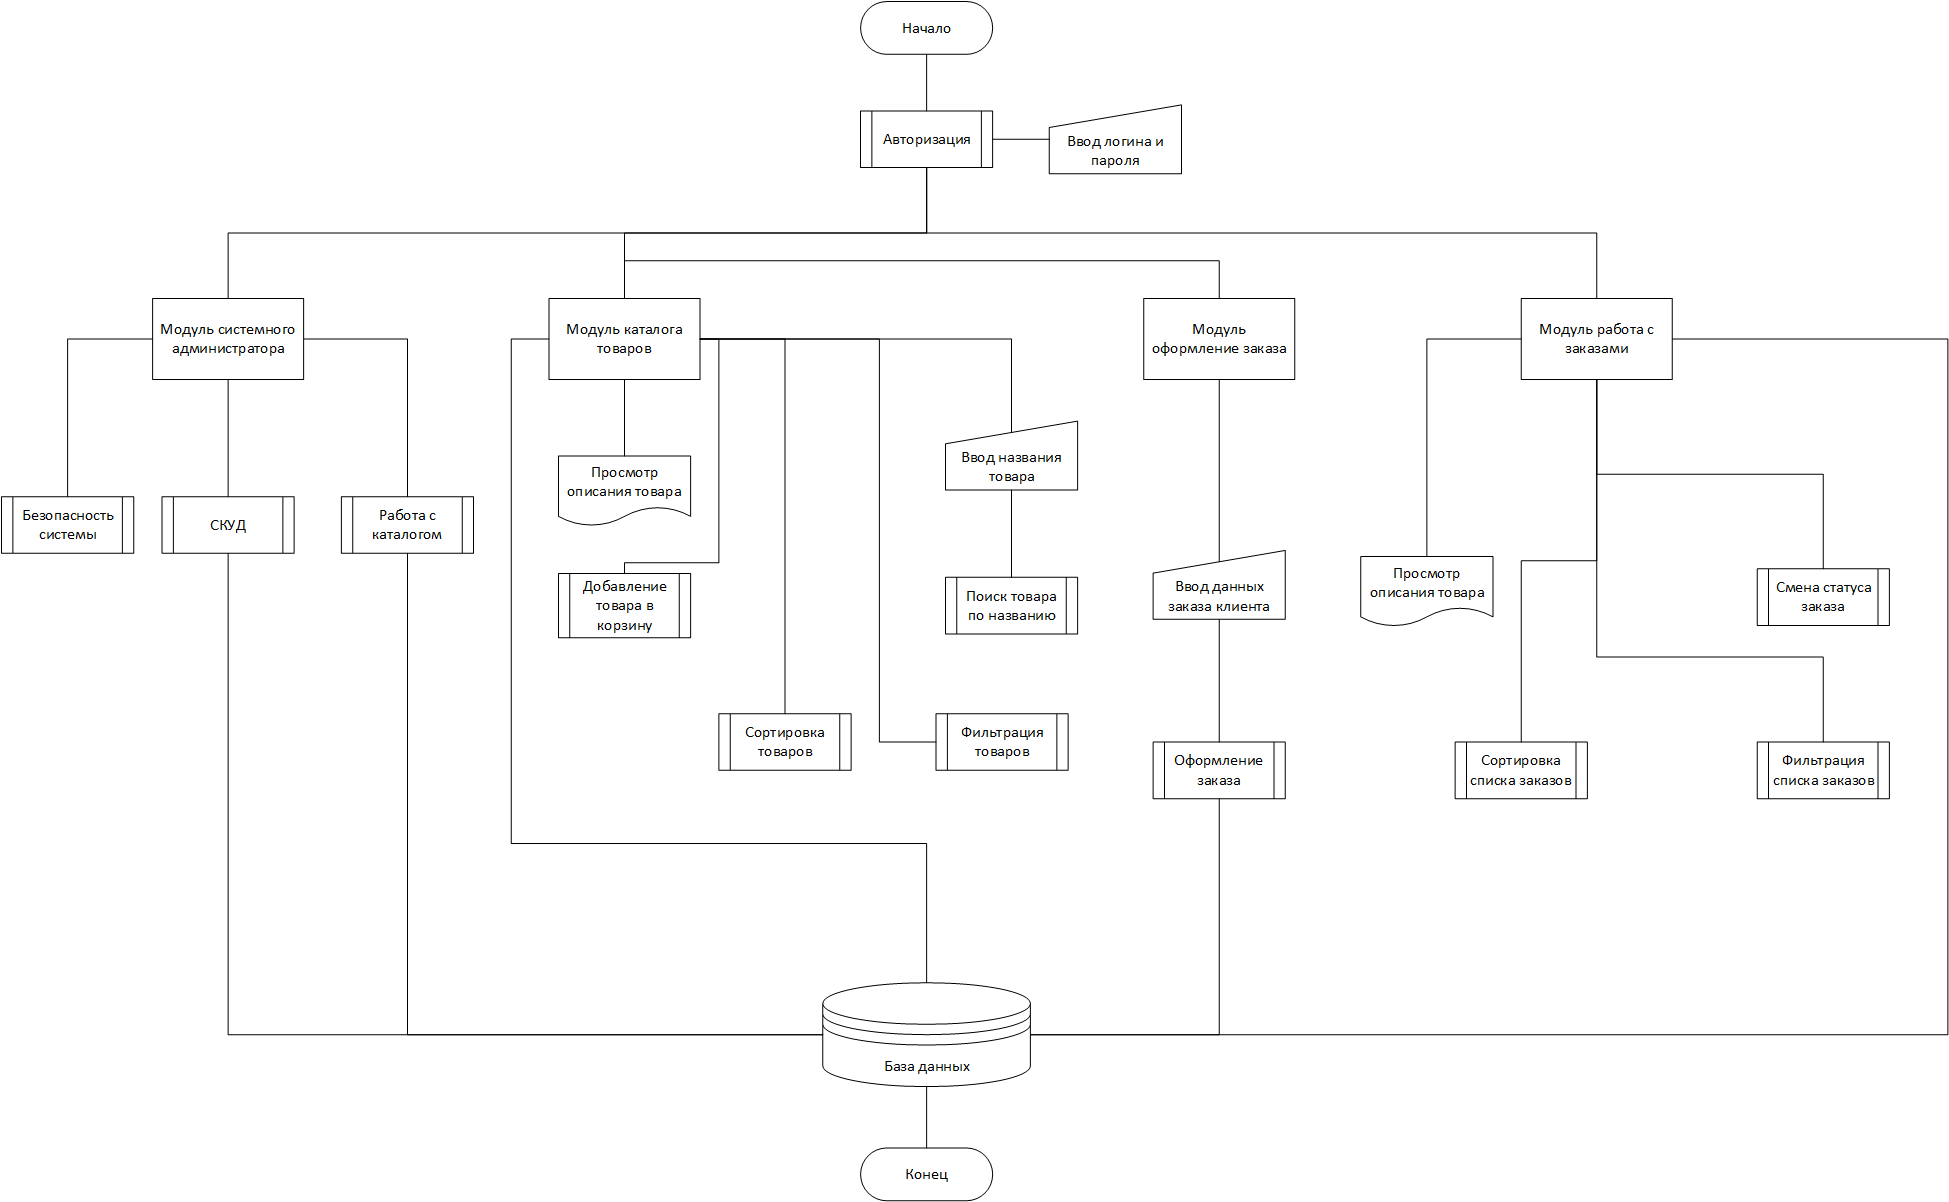 Начало
Авторизация
Ввод логина и
пароля
Модуль системного
администратора
Модуль каталога
товаров
Модуль
оформление заказа
Модуль работа с
заказами
Безопасность
системы
СКУД
Работа с
каталогом
Просмотр
описания товара
Ввод названия
товара
Добавление
товара в
корзину
Поиск товара
по названию
Ввод данных
заказа клиента
Просмотр
описания товара
Смена статуса
заказа
Сортировка
товаров
Фильтрация
товаров
Оформление
заказа
Сортировка
списка заказов
Фильтрация
списка заказов
База данных
Конец